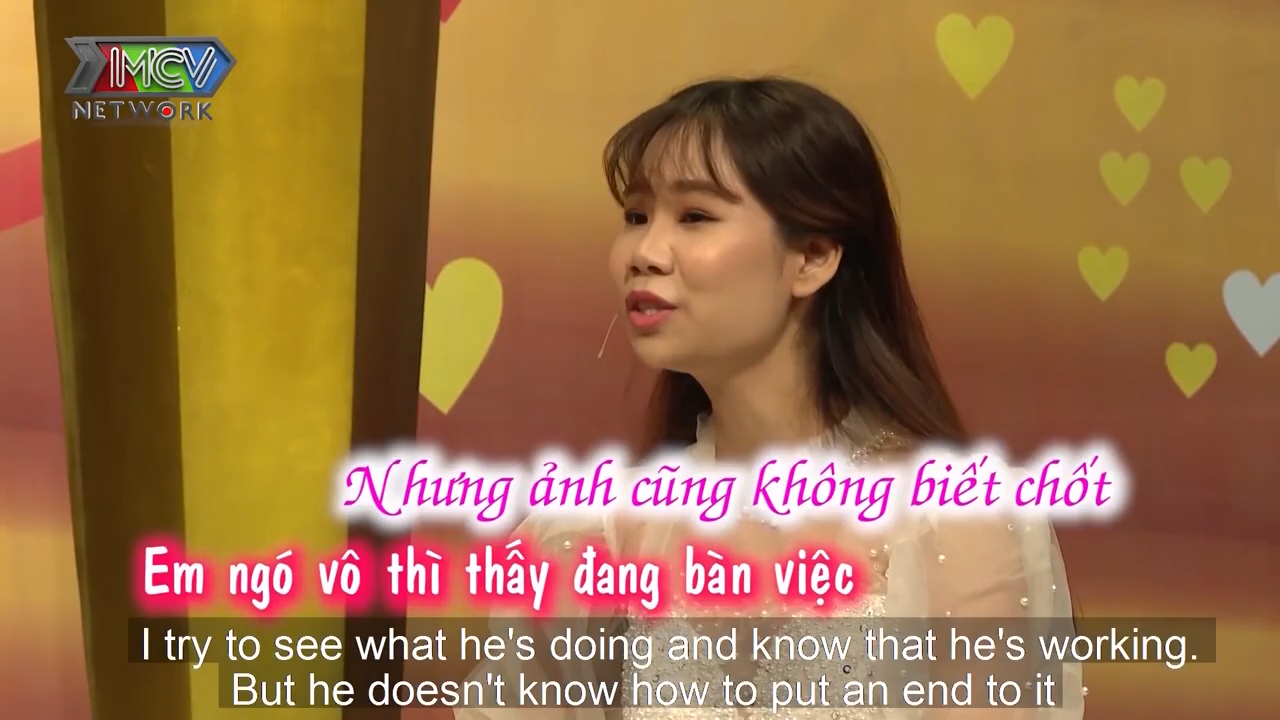 MCV
NETWORK
Nhưng ảnh cũng không biết chốt
Em ngó vô thì thấy đang bàn việc
I try to see what he's doing and know that he's working.
But he doesn't know how to put an end to it